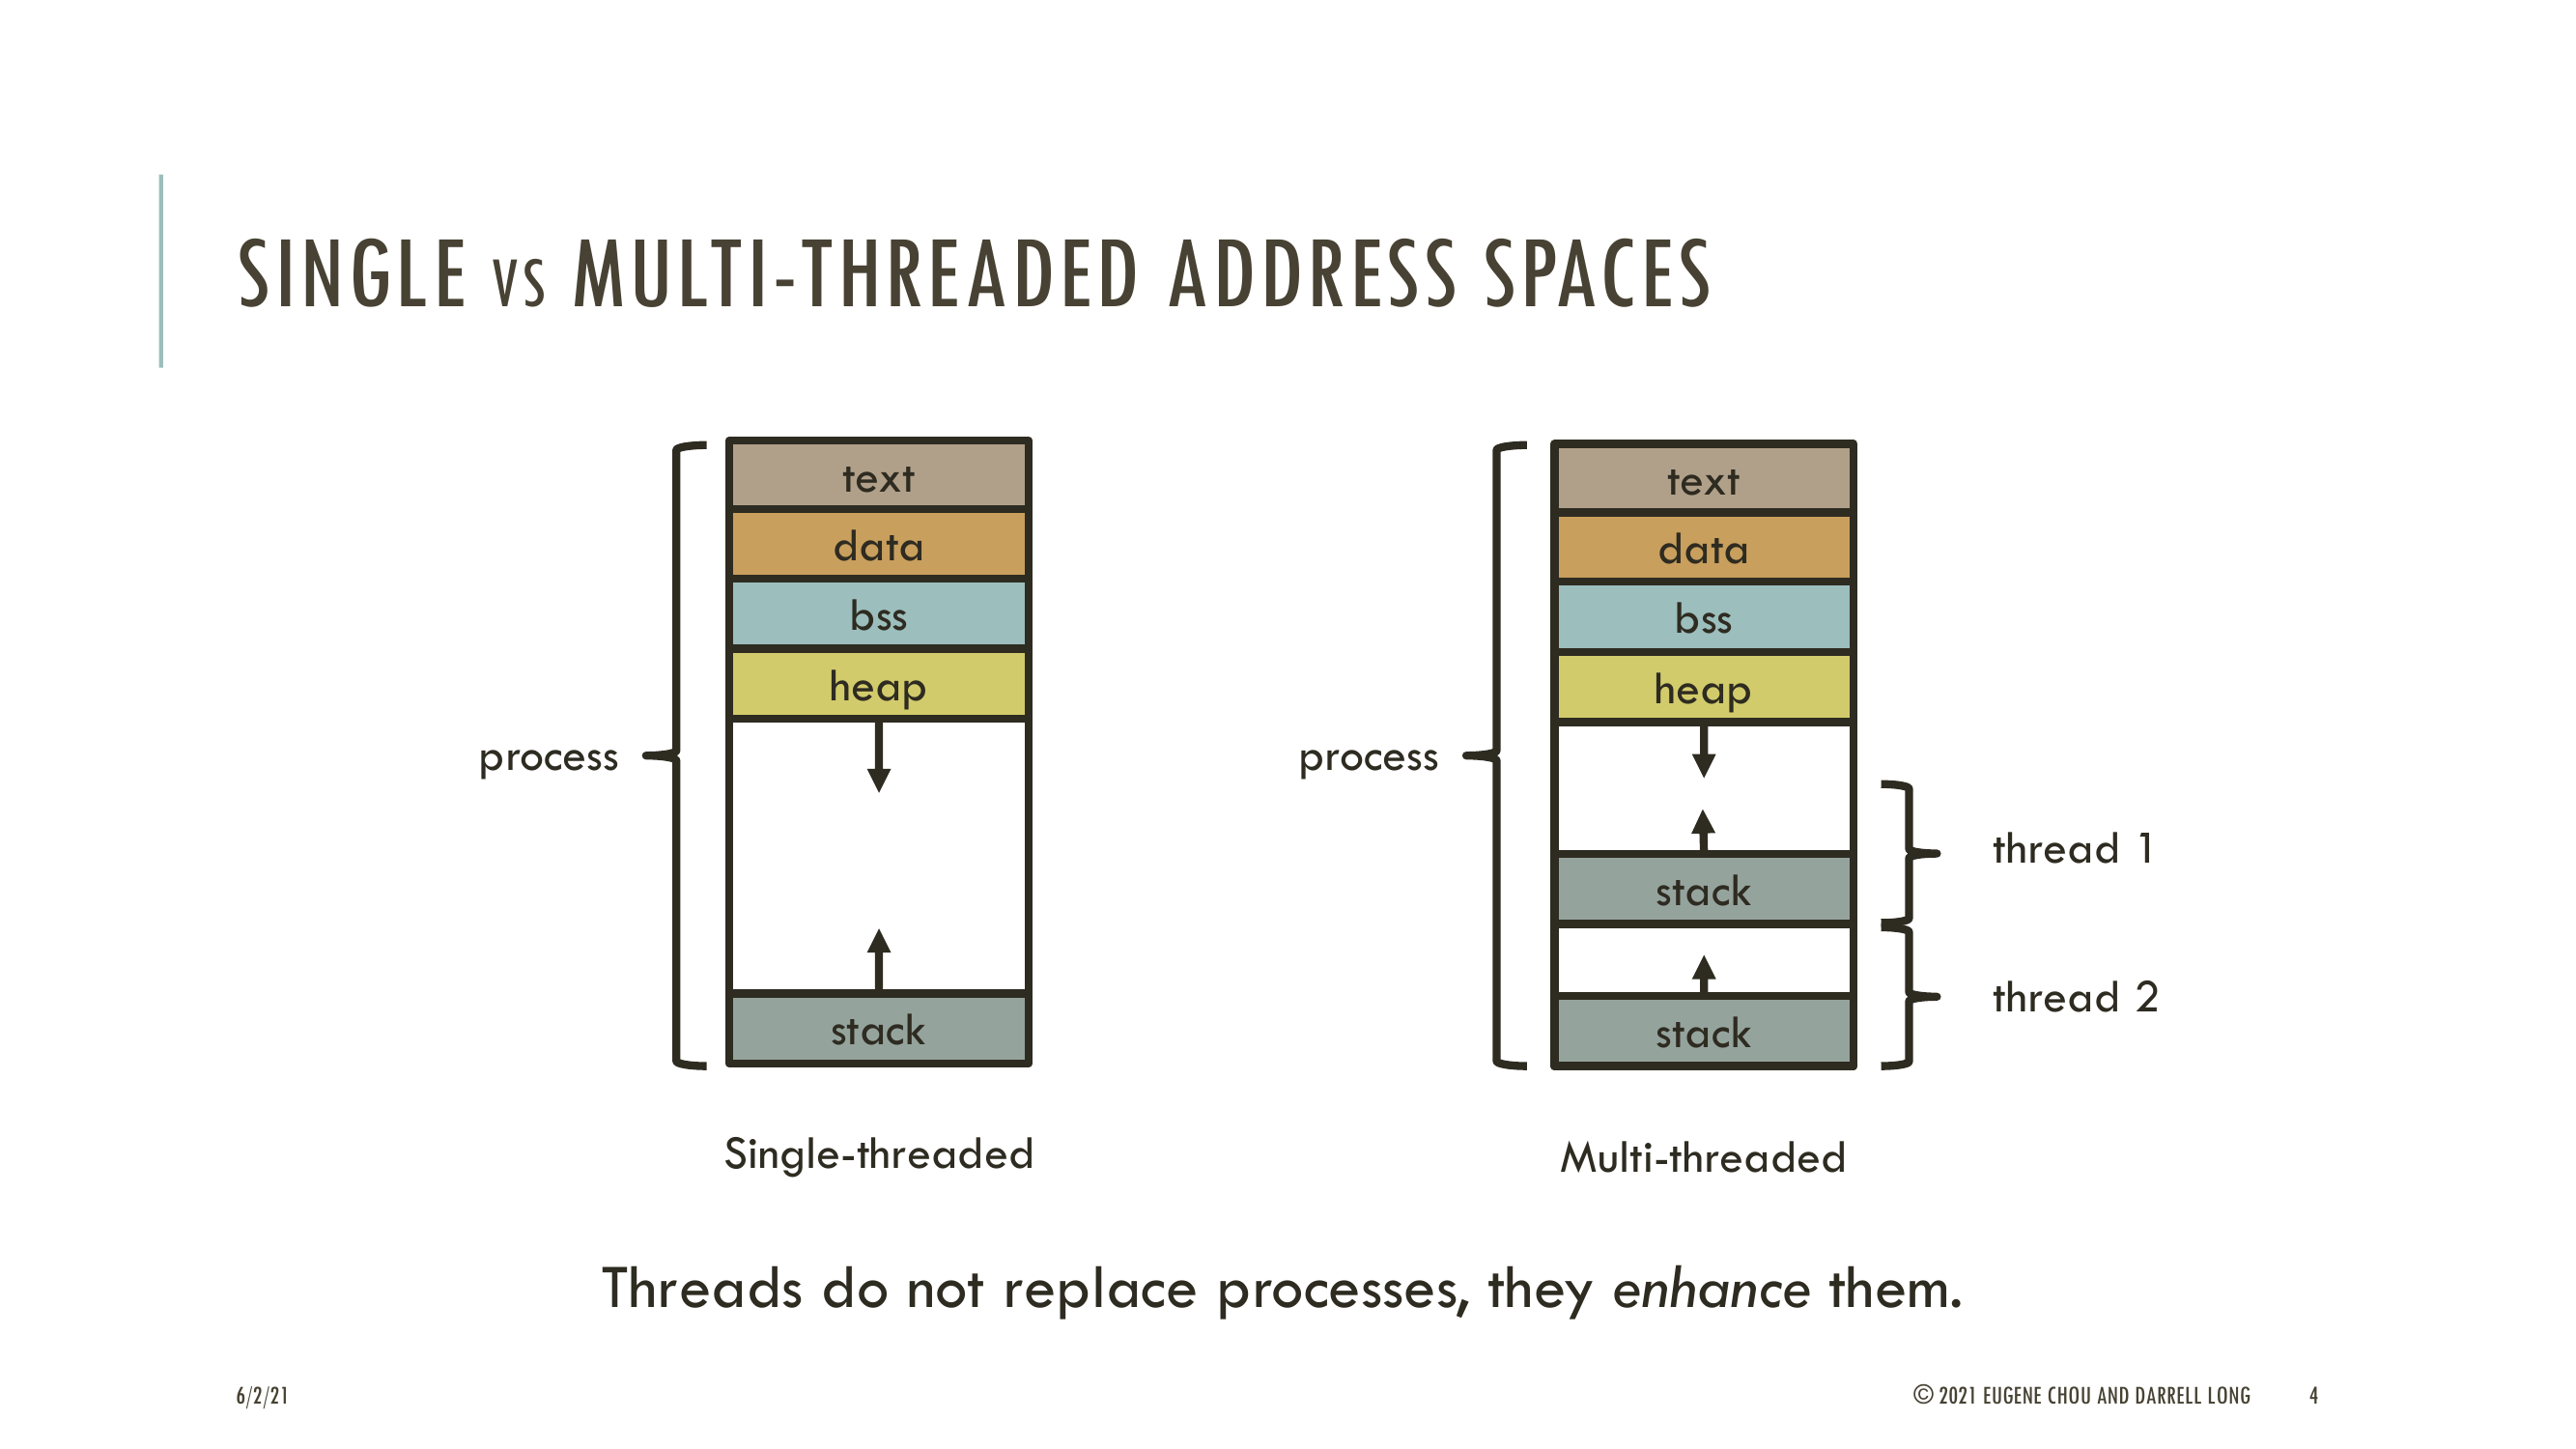 SINGLE VS MULTI-THREADED ADDRESS SPACES
text
data
bss
heap
process
stack
Single-threaded
text
data
bss
heap
process
stack
thread 1
stack
thread 2
Multi-threaded
Threads do not replace processes, they enhance them.
6/2/21
© 2021 EUGENE CHOU AND DARRELL LONG
4